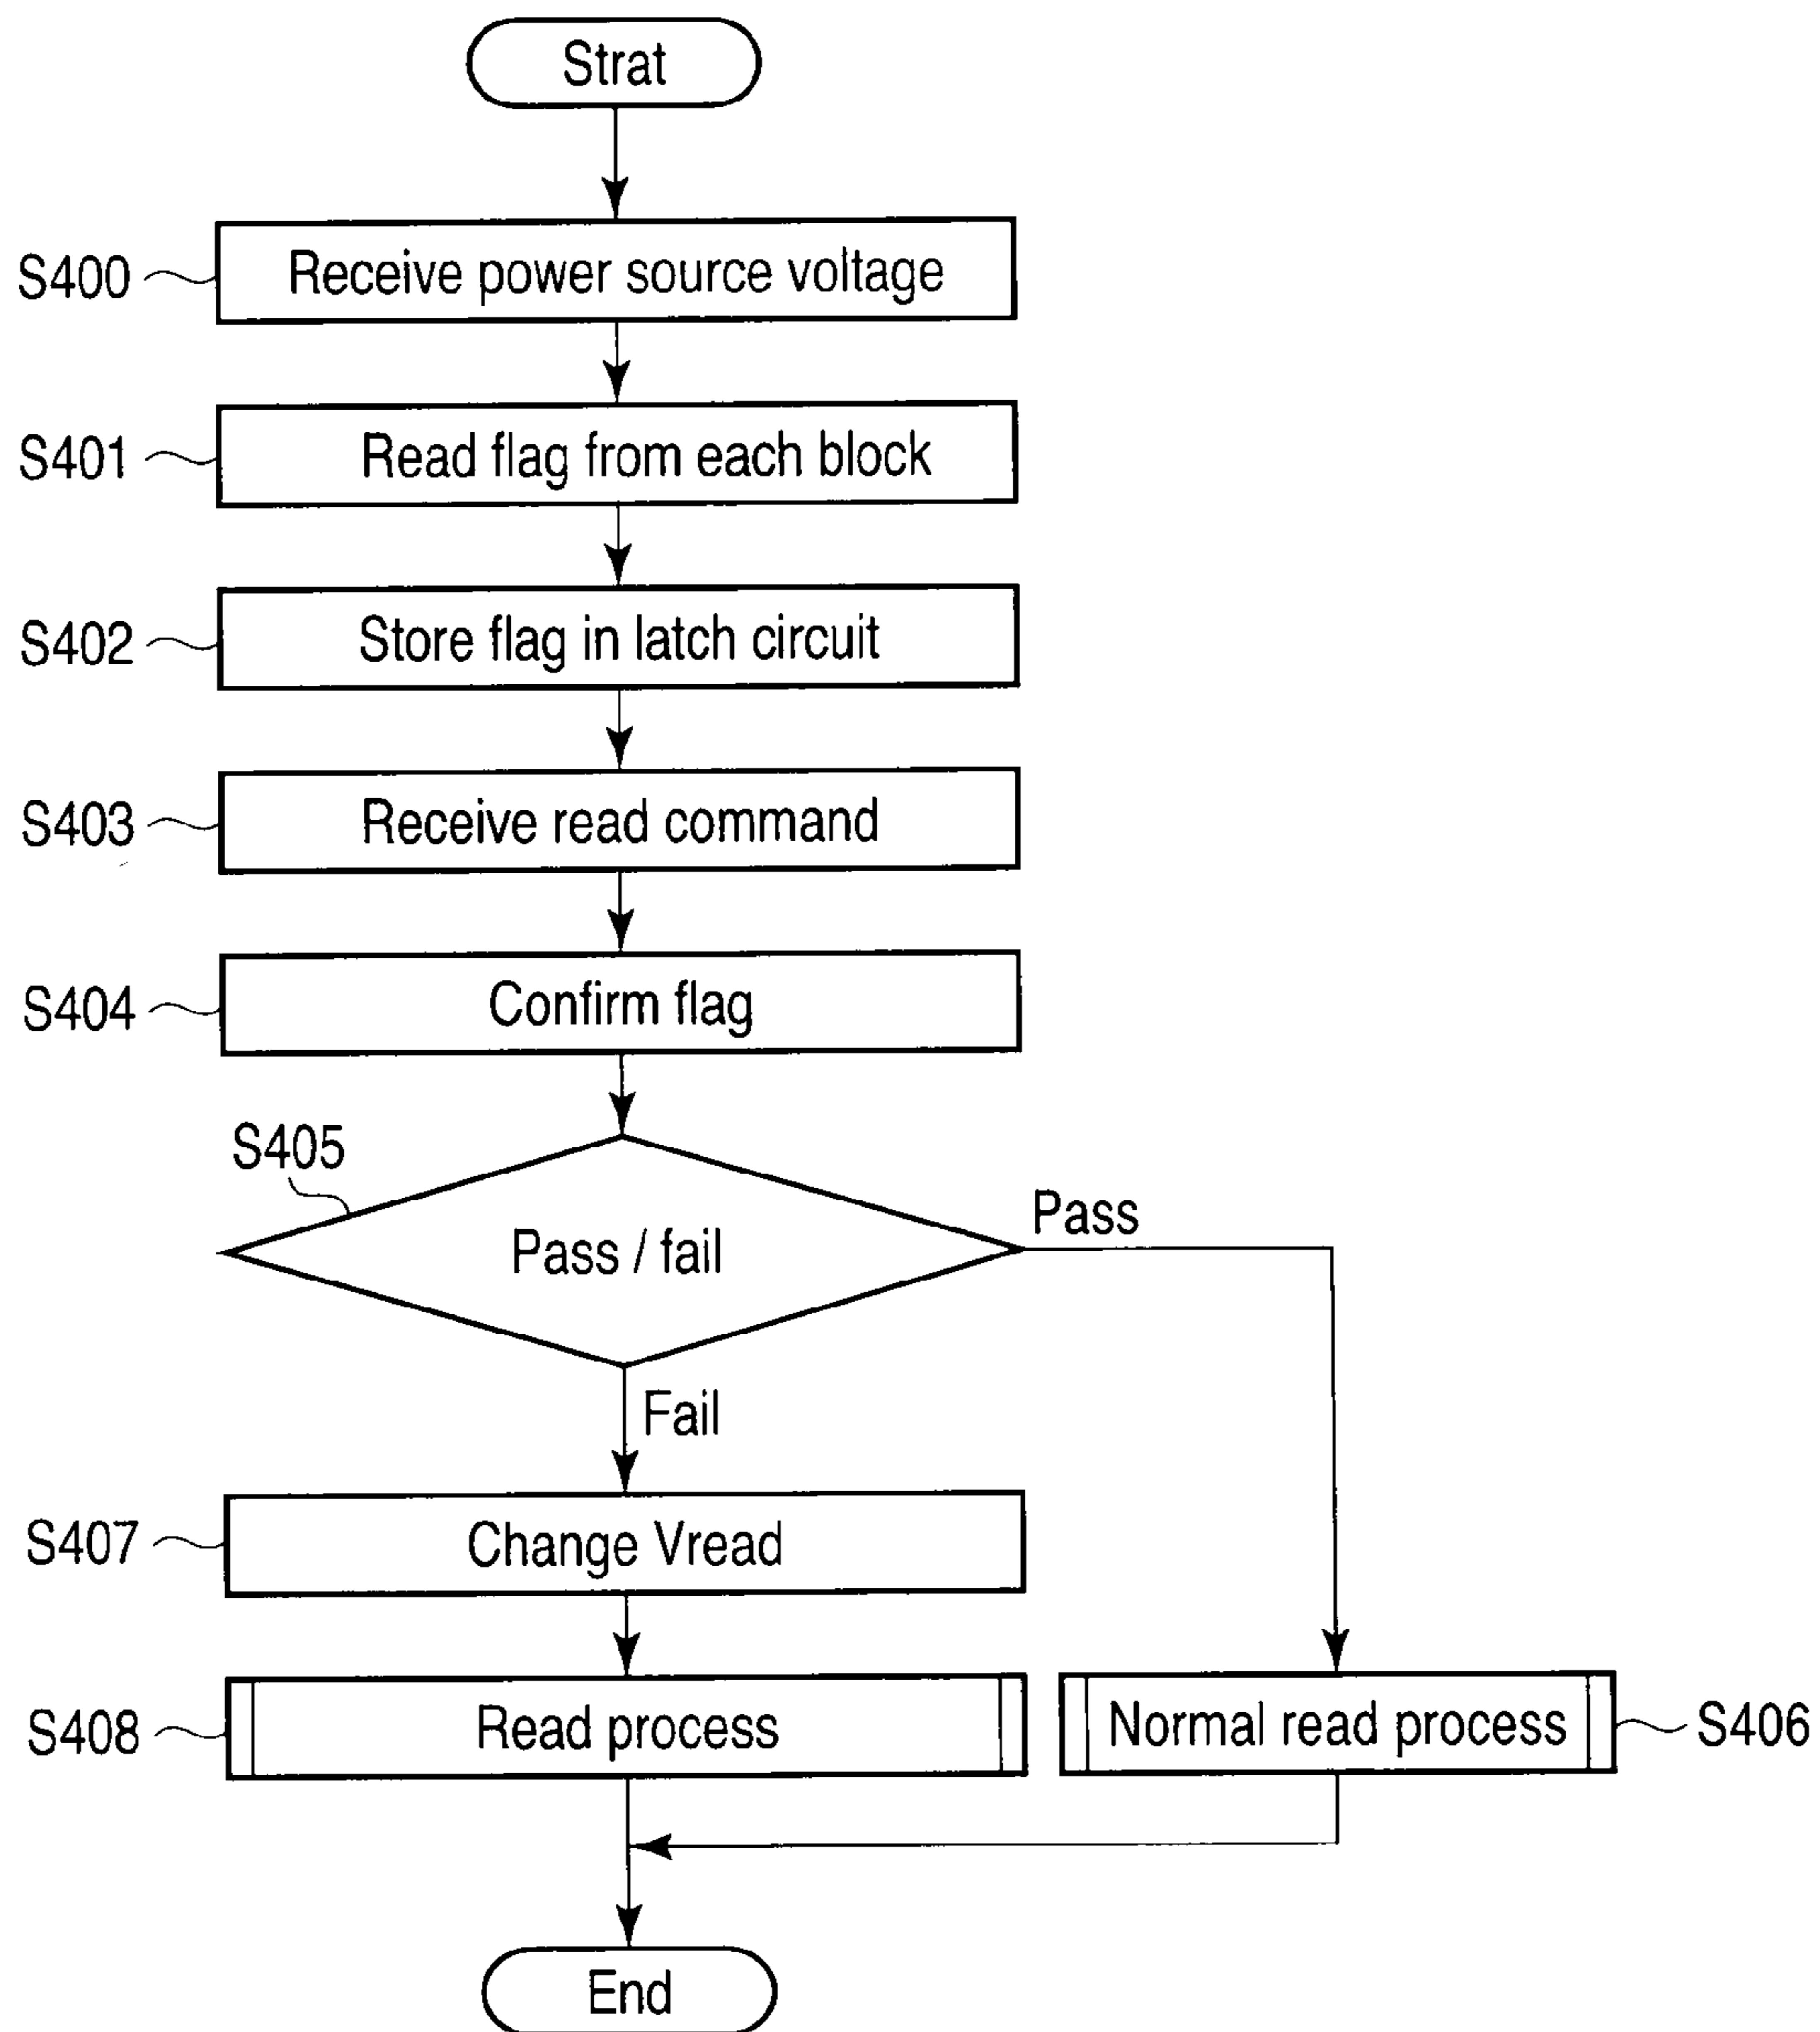 Strat
S400
Receive power source voltage
S401
Read flag from each block
S402
Store flag in latch circuit
S403
Receive read command
S404
Confirm flag
S405
Pass / fail
Pass
Fail
S407
Change Vread
S408
Read process
Normal read process
S406
End